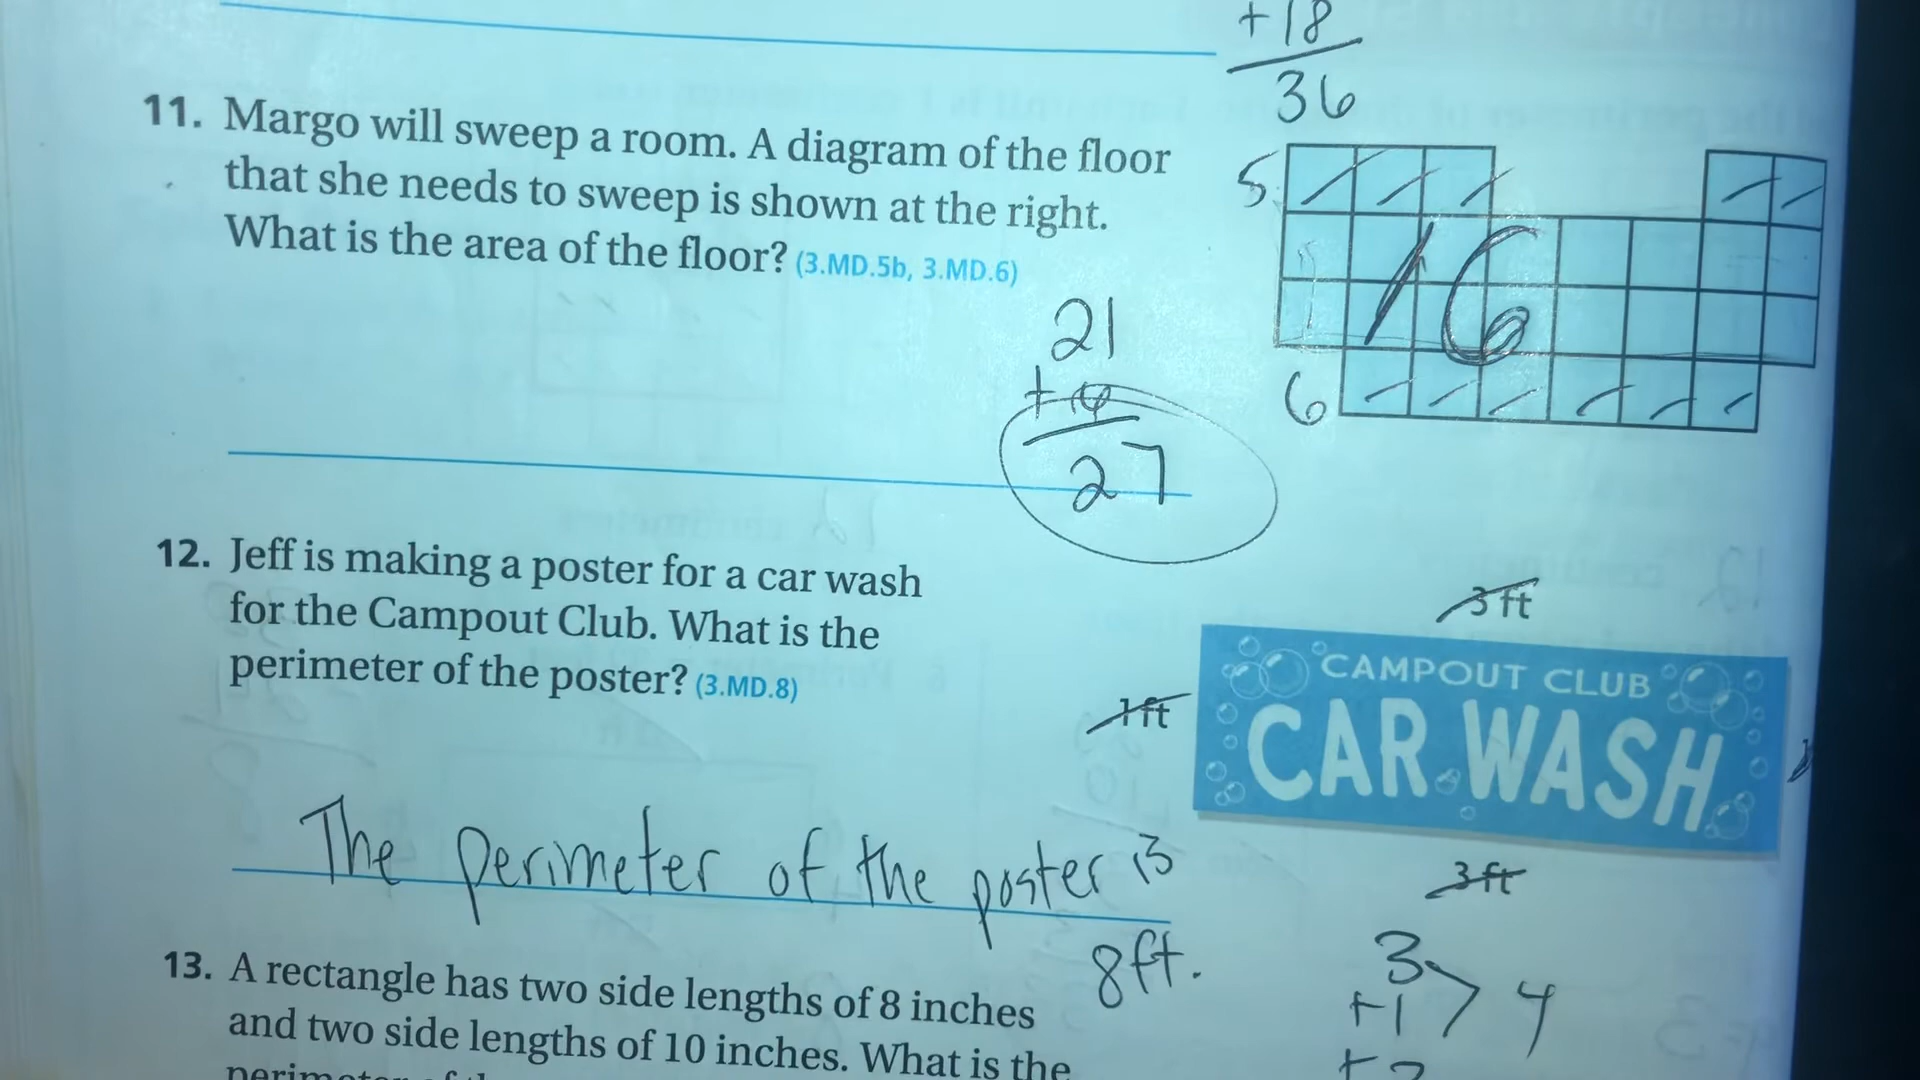 +18
36
11. Margo will sweep a room. A diagram of the floor
that she needs to sweep is shown at the right.
What is the area of the floor? (3.MD.5b, 3.MD.6)
5
16
6
21
+ 6
27
12. Jeff is making a poster for a car wash
for the Campout Club. What is the
perimeter of the poster? (3.MD.8)
3 ft
1 ft
CAMPOUT CLUB
CAR WASH
3 ft
The perimeter of the poster is
8ft.
3
+1 > 4
13. A rectangle has two side lengths of 8 inches
and two side lengths of 10 inches. What is the